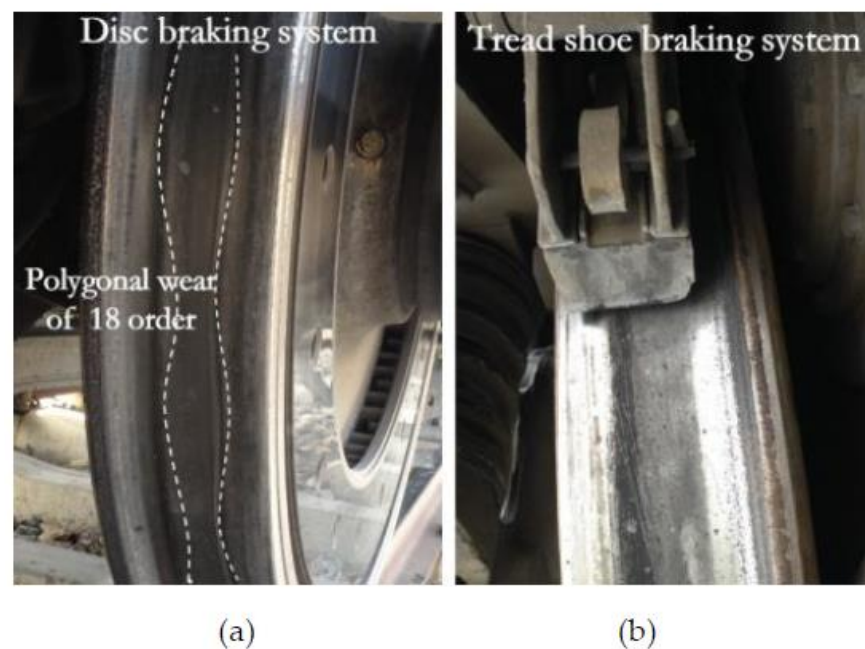 Disc braking system
Polygonal wear
of 18 order
Tread shoe braking system
(a)
(b)